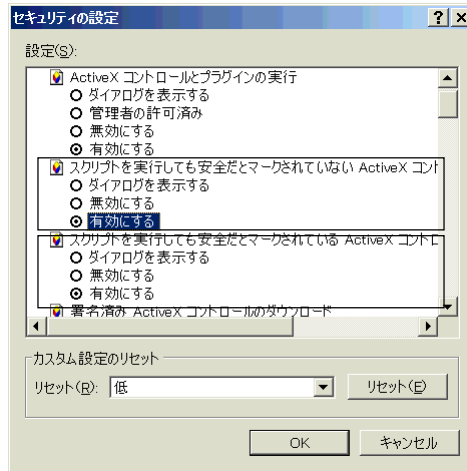 セキュリティの設定
設定(S):
ActiveX コントロールとプラグインの実行
ダイアログを表示する
管理者の許可済み
無効にする
有効にする
スクリプトを実行しても安全だとマークされていない ActiveX コント
ダイアログを表示する
無効にする
有効にする
スクリプトを実行しても安全だとマークされている ActiveX コントロ
ダイアログを表示する
無効にする
有効にする
署名済み ActiveX コントロールのダウンロード
カスタム設定のリセット
リセット(R): 低 リセット(E)
OK キャンセル